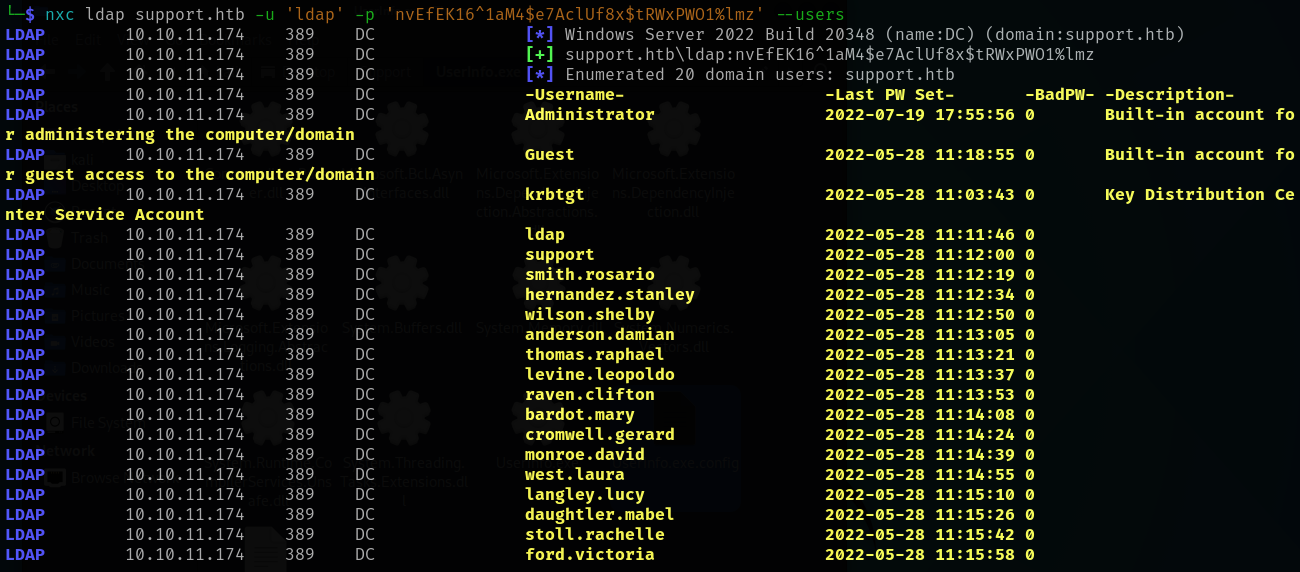 └─$ nxc ldap support.htb -u 'ldap' -p 'nvEfEK16^1aM4$e7AclUf8x$tRWxPWO1%lmz' --users
LDAP 10.10.11.174 389 DC [*] Windows Server 2022 Build 20348 (name:DC) (domain:support.htb)
LDAP 10.10.11.174 389 DC [+] support.htb\ldap:nvEfEK16^1aM4$e7AclUf8x$tRWxPWO1%lmz
LDAP 10.10.11.174 389 DC [*] Enumerated 20 domain users: support.htb
LDAP 10.10.11.174 389 DC -Username- -Last PW Set- -BadPW- -Description-
LDAP 10.10.11.174 389 DC Administrator 2022-07-19 17:55:56 0 Built-in account fo
r administering the computer/domain
LDAP 10.10.11.174 389 DC Guest 2022-05-28 11:18:55 0 Built-in account fo
r guest access to the computer/domain
LDAP 10.10.11.174 389 DC krbtgt 2022-05-28 11:03:43 0 Key Distribution Ce
nter Service Account
LDAP 10.10.11.174 389 DC ldap 2022-05-28 11:11:46 0
LDAP 10.10.11.174 389 DC support 2022-05-28 11:12:00 0
LDAP 10.10.11.174 389 DC smith.rosario 2022-05-28 11:12:19 0
LDAP 10.10.11.174 389 DC hernandez.stanley 2022-05-28 11:12:34 0
LDAP 10.10.11.174 389 DC wilson.shelby 2022-05-28 11:12:50 0
LDAP 10.10.11.174 389 DC anderson.damian 2022-05-28 11:13:05 0
LDAP 10.10.11.174 389 DC thomas.raphael 2022-05-28 11:13:21 0
LDAP 10.10.11.174 389 DC levine.leopoldo 2022-05-28 11:13:37 0
LDAP 10.10.11.174 389 DC raven.clifton 2022-05-28 11:13:53 0
LDAP 10.10.11.174 389 DC bardot.mary 2022-05-28 11:14:08 0
LDAP 10.10.11.174 389 DC cromwell.gerard 2022-05-28 11:14:24 0
LDAP 10.10.11.174 389 DC monroe.david 2022-05-28 11:14:39 0
LDAP 10.10.11.174 389 DC west.laura 2022-05-28 11:14:55 0
LDAP 10.10.11.174 389 DC langley.lucy 2022-05-28 11:15:10 0
LDAP 10.10.11.174 389 DC daughtler.mabel 2022-05-28 11:15:26 0
LDAP 10.10.11.174 389 DC stoll.rachelle 2022-05-28 11:15:42 0
LDAP 10.10.11.174 389 DC ford.victoria 2022-05-28 11:15:58 0